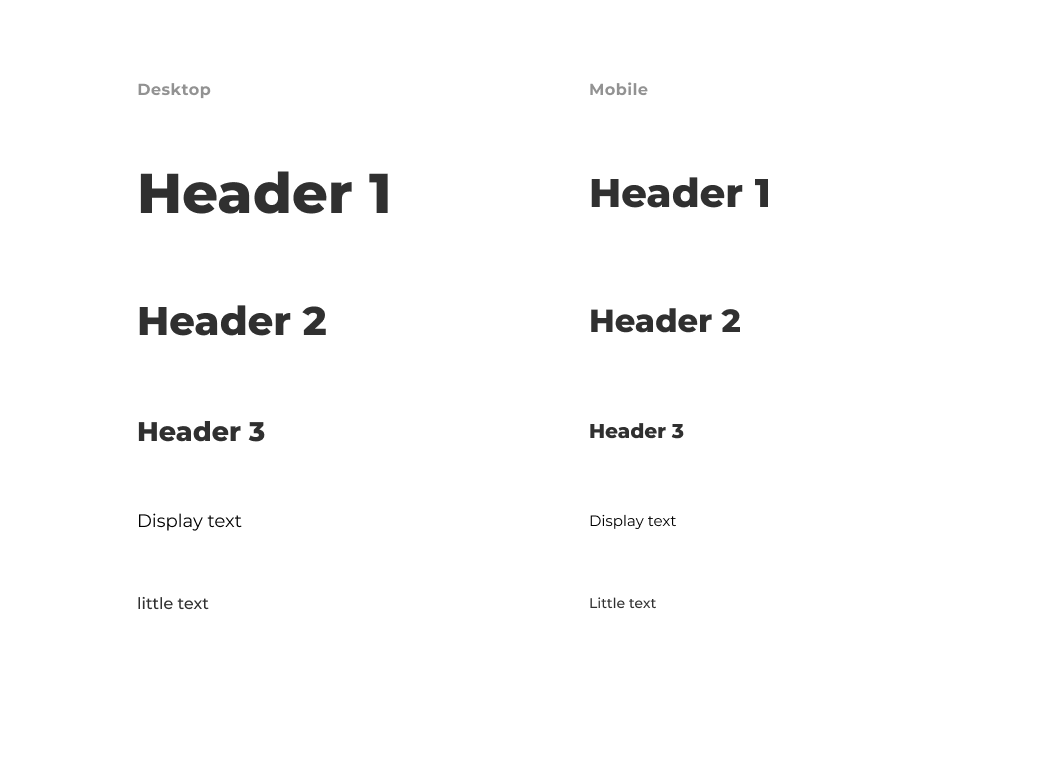 Desktop
Mobile
Header 1
Header 1
Header 2
Header 2
Header 3
Header 3
Display text
Display text
little text
Little text